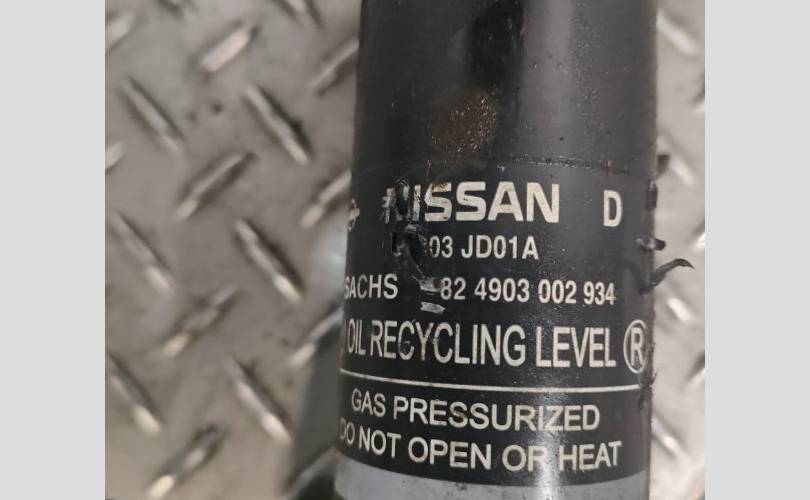 NISSAN D
03 JD01A
SACHS 82 4903 002 934
OIL RECYCLING LEVEL R
GAS PRESSURIZED
DO NOT OPEN OR HEAT